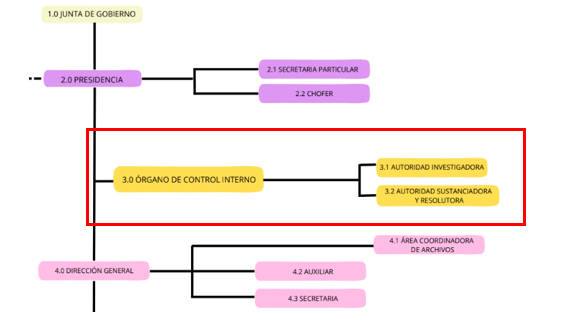 1.0 JUNTA DE GOBIERNO
2.0 PRESIDENCIA
2.1 SECRETARIA PARTICULAR
2.2 CHOFER
3.0 ÓRGANO DE CONTROL INTERNO
3.1 AUTORIDAD INVESTIGADORA
3.2 AUTORIDAD SUSTANCIADORA
Y RESOLUTORA
4.0 DIRECCIÓN GENERAL
4.1 ÁREA COORDINADORA
DE ARCHIVOS
4.2 AUXILIAR
4.3 SECRETARIA